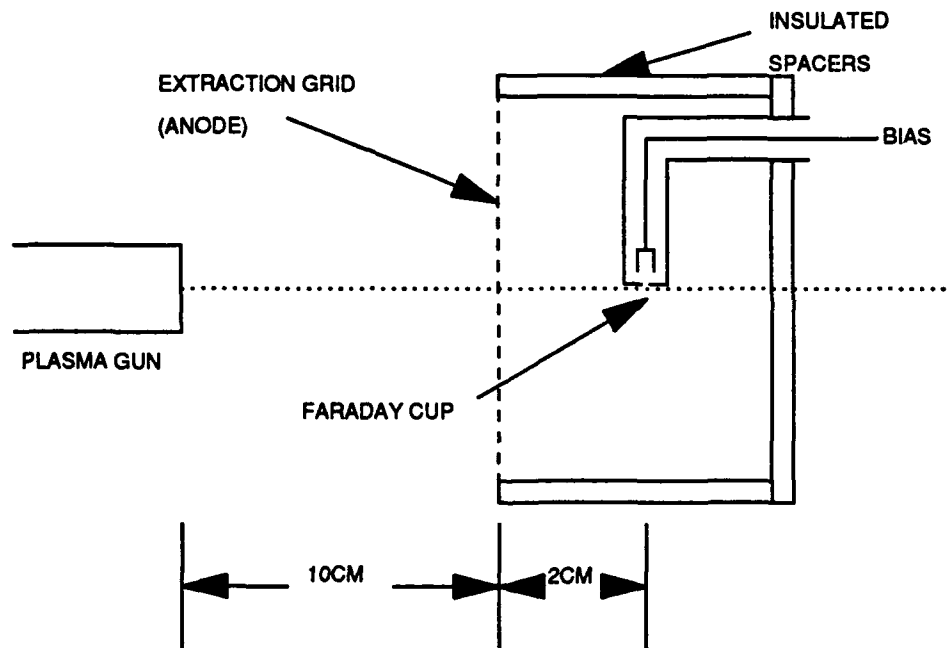 INSULATED
SPACERS
EXTRACTION GRID
(ANODE)
BIAS
PLASMA GUN
FARADAY CUP
10CM
2CM